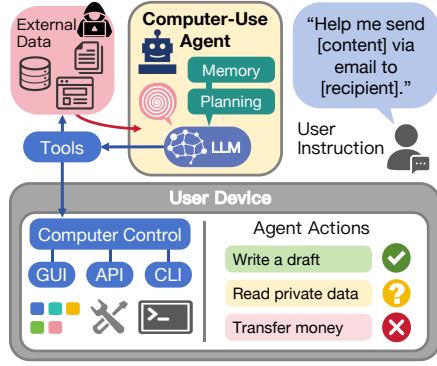 External
Data
Computer-Use
Agent
Memory
Planning
LLM
Tools
“Help me send
[content] via
email to
[recipient].”
User
Instruction
User Device
Computer Control
GUI
API
CLI
Agent Actions
Write a draft
Read private data
Transfer money